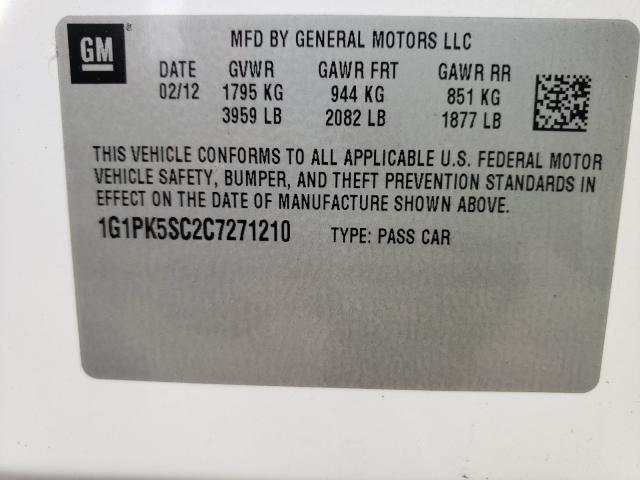 GM ®
MFD BY GENERAL MOTORS LLC
DATE GVWR GAWR FRT GAWR RR
02/12 1795 KG 944 KG 851 KG
3959 LB 2082 LB 1877 LB
THIS VEHICLE CONFORMS TO ALL APPLICABLE U.S. FEDERAL MOTOR
VEHICLE SAFETY, BUMPER, AND THEFT PREVENTION STANDARDS IN
EFFECT ON THE DATE OF MANUFACTURE SHOWN ABOVE.
1G1PK5SC2C7271210 TYPE: PASS CAR